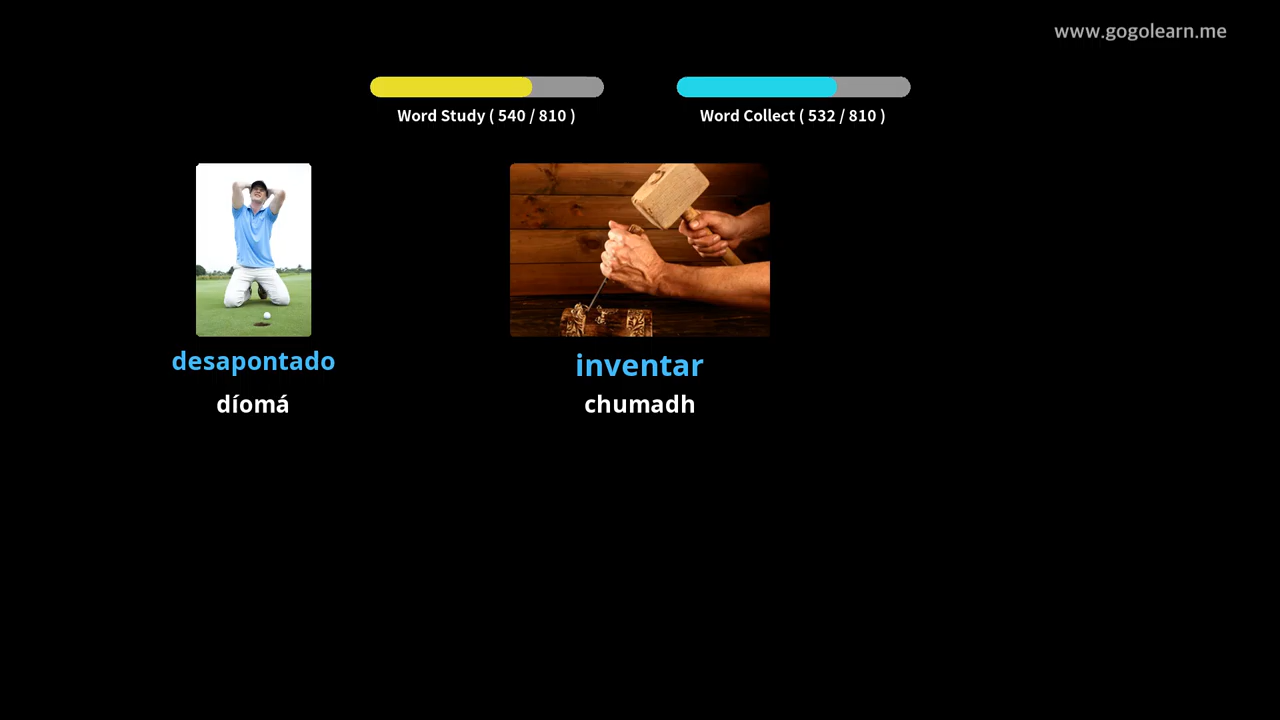 www.gogolearn.me
Word Study ( 540 / 810 )
Word Collect ( 532 / 810 )
desapontado
díomá
inventar
chumadh